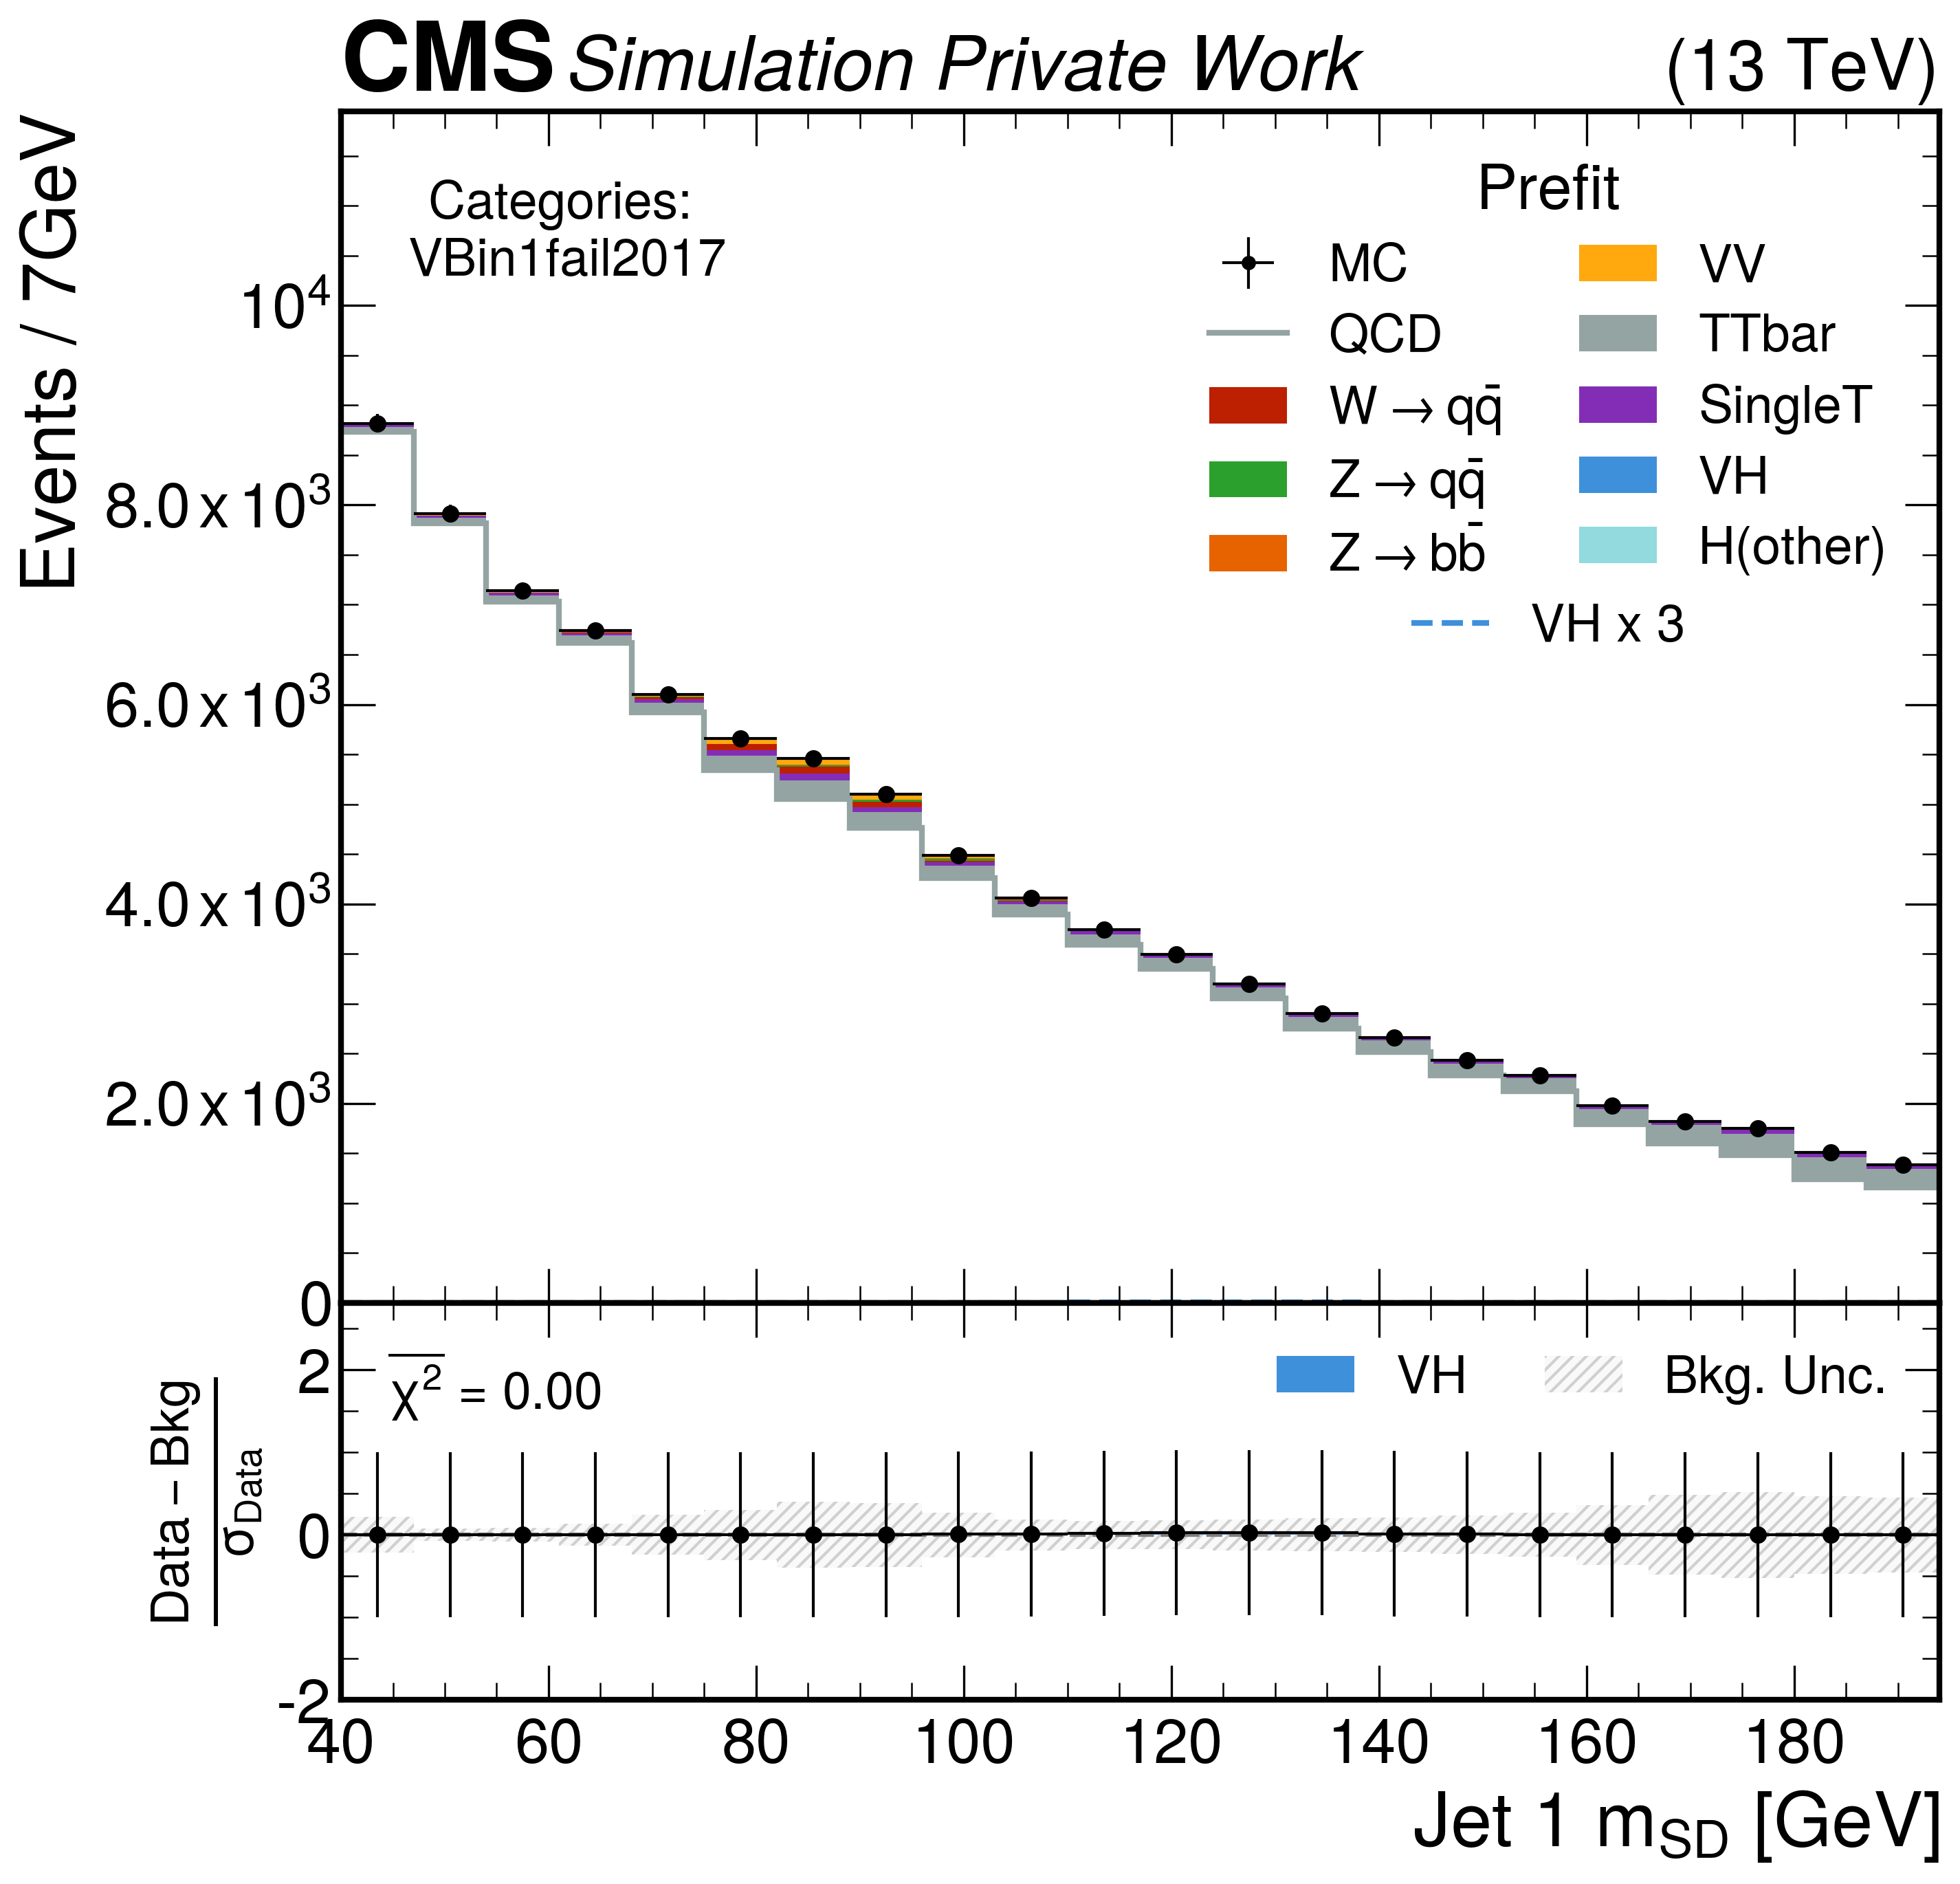 CMS Simulation Private Work (13 TeV)
Events / 7GeV
Categories:
VBin1fail2017
Prefit
MC
QCD
W → qq̄
Z → qq̄
Z → bb̄
VV
TTbar
SingleT
VH
H(other)
VH x 3
10⁴
8.0 x 10³
6.0 x 10³
4.0 x 10³
2.0 x 10³
0
Data − Bkg
σ_Data
2
0
-2
χ̅²̅ = 0.00
VH
Bkg. Unc.
40 60 80 100 120 140 160 180
Jet 1 m_SD [GeV]